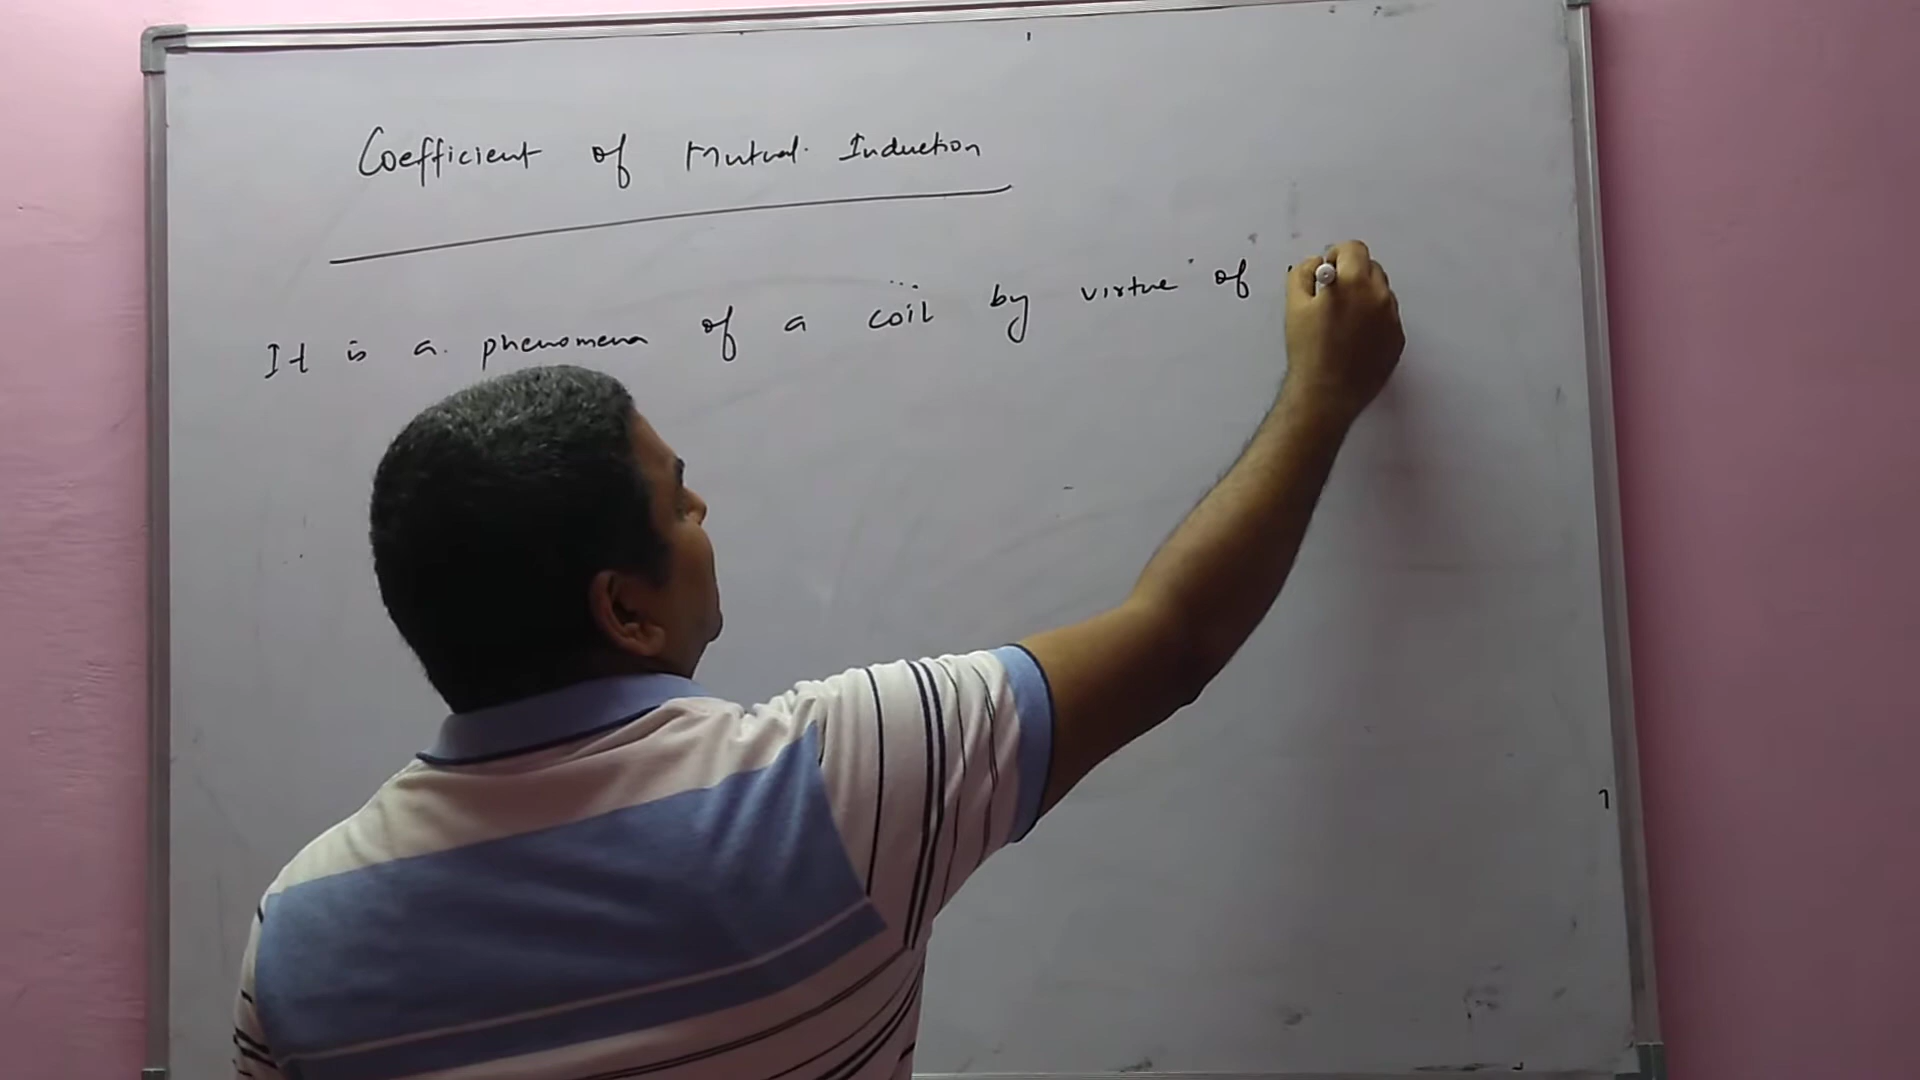 Coefficient of Mutual Induction
It is a phenomena of a coil by virtue of